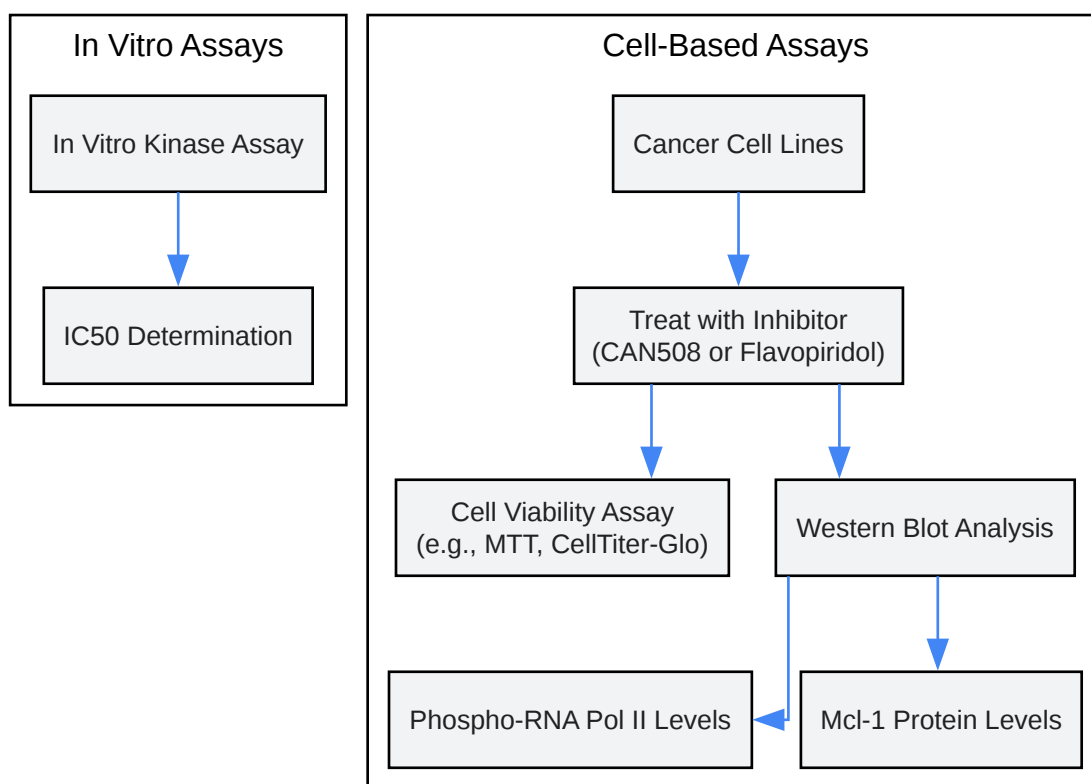 In Vitro Assays
In Vitro Kinase Assay
IC50 Determination
Cell-Based Assays
Cancer Cell Lines
Treat with Inhibitor
(CAN508 or Flavopiridol)
Cell Viability Assay
(e.g., MTT, CellTiter-Glo)
Western Blot Analysis
Phospho-RNA Pol II Levels
Mcl-1 Protein Levels